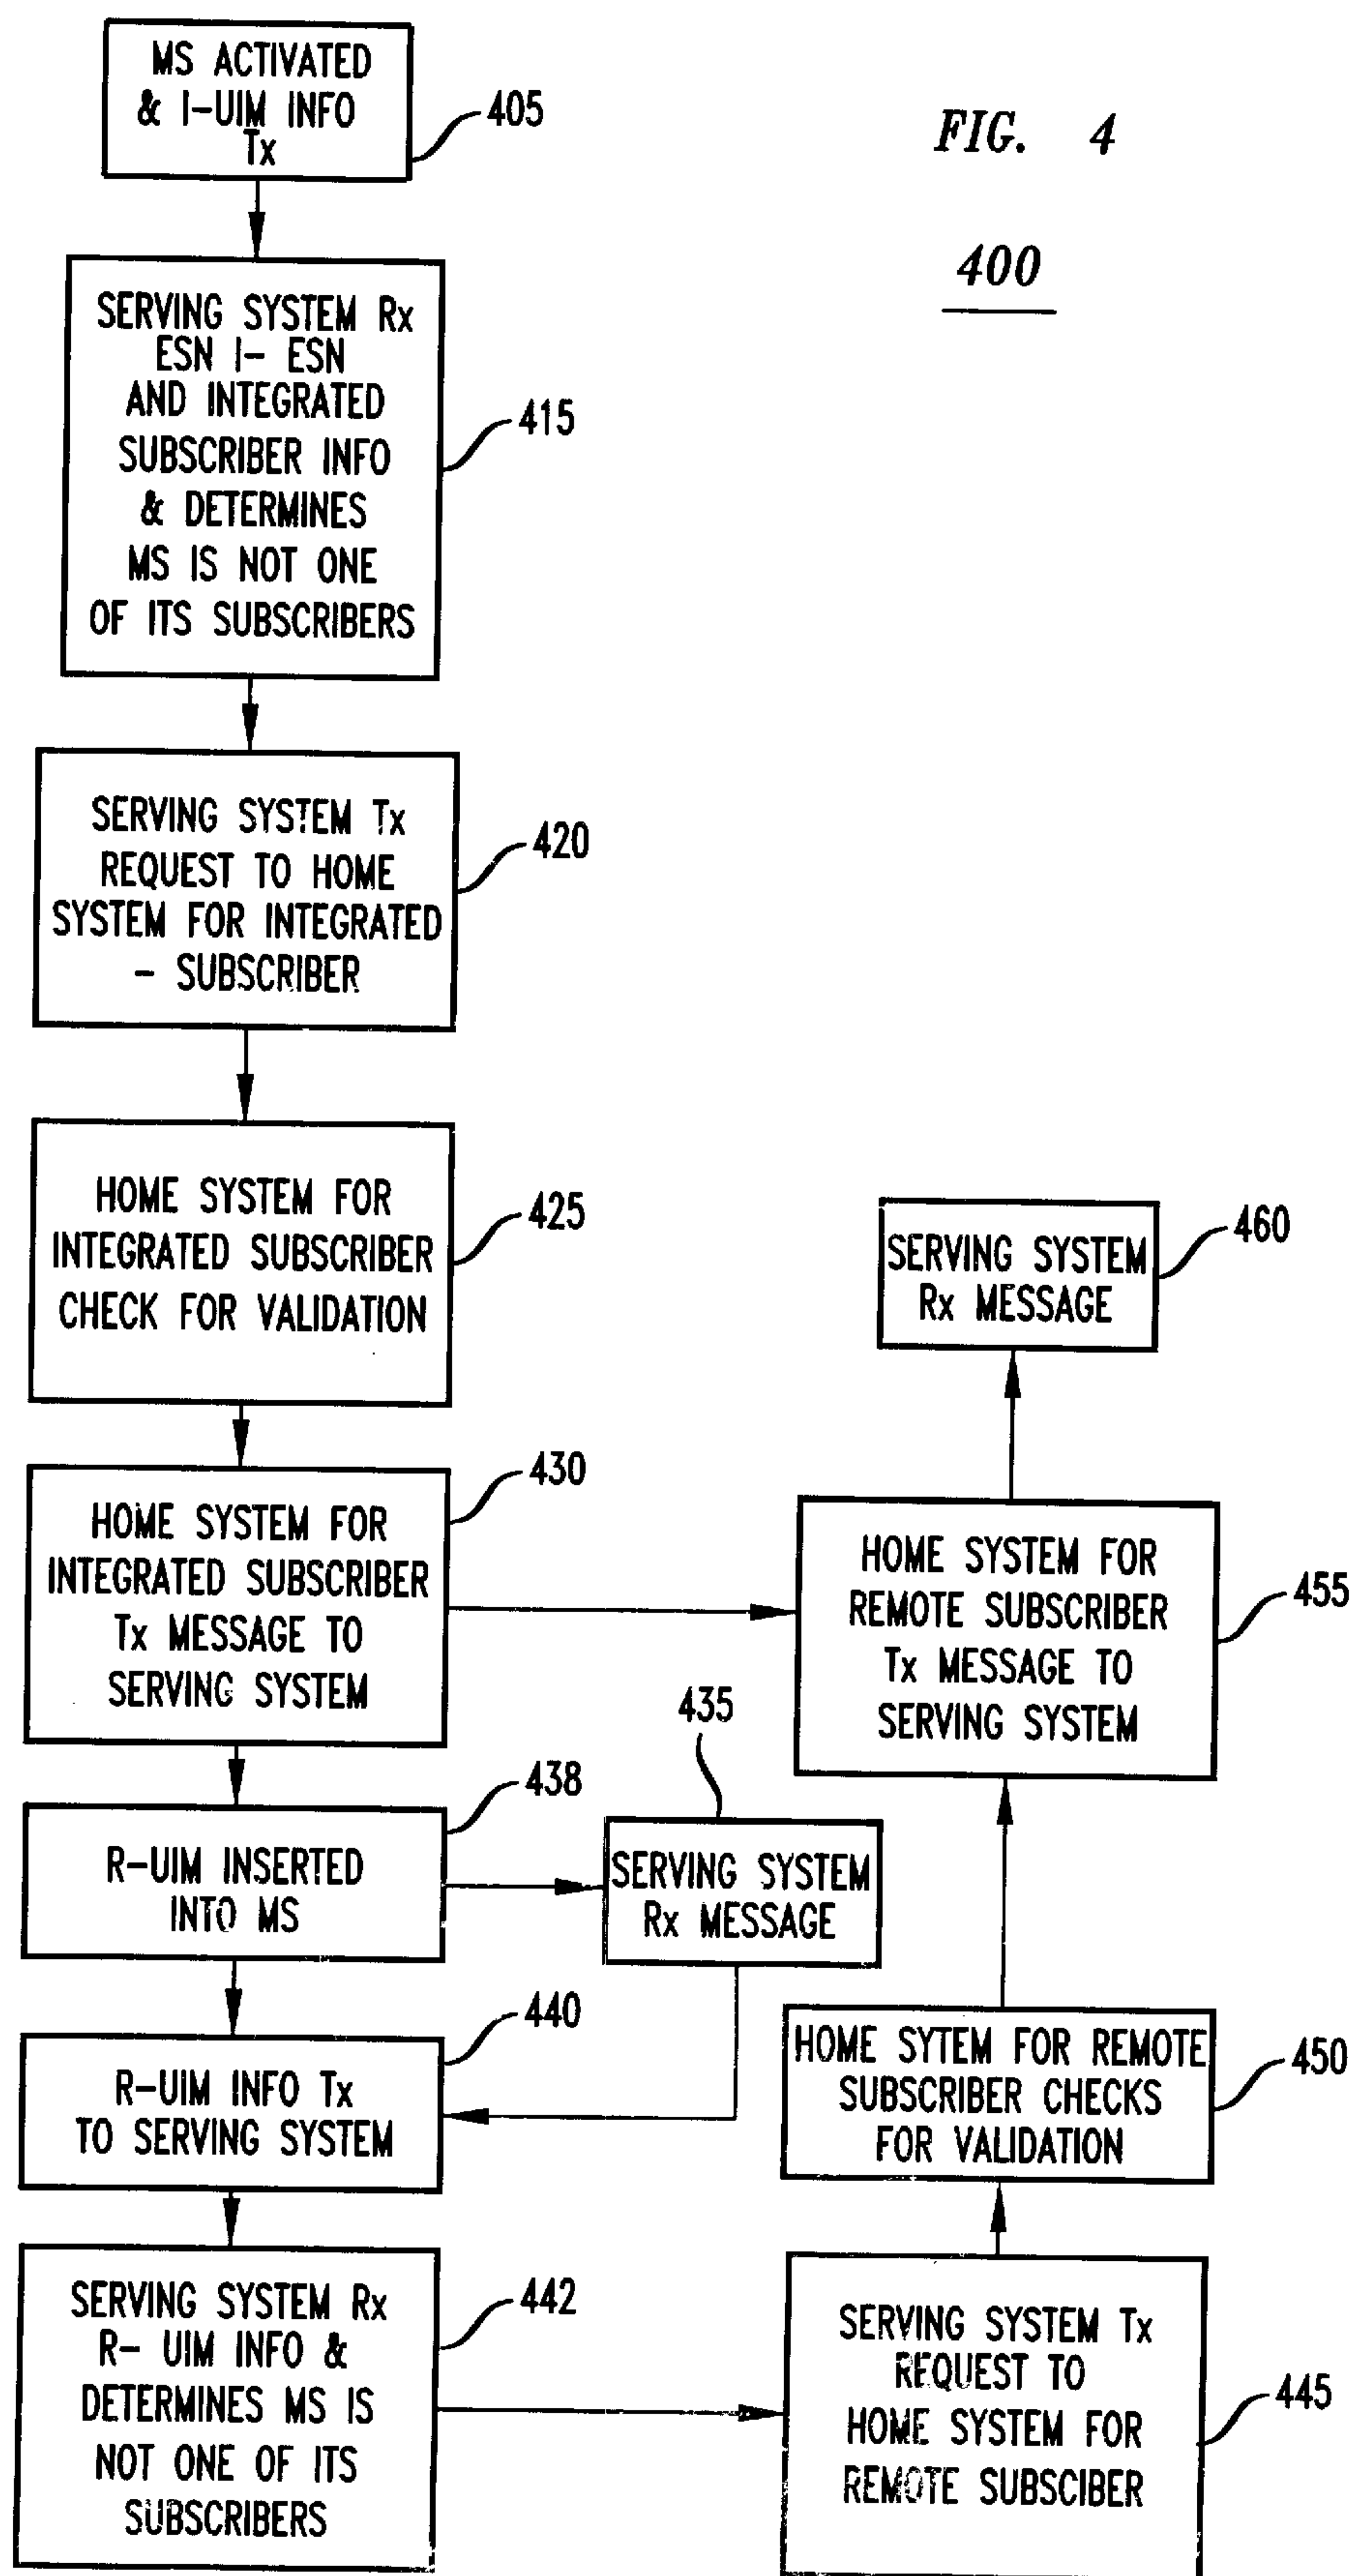 MS ACTIVATED
& I-UIM INFO
Tx
405
FIG. 4
400
SERVING SYSTEM Rx
ESN I- ESN
AND INTEGRATED
SUBSCRIBER INFO
& DETERMINES
MS IS NOT ONE
OF ITS SUBSCRIBERS
415
SERVING SYSTEM Tx
REQUEST TO HOME
SYSTEM FOR INTEGRATED
- SUBSCRIBER
420
HOME SYSTEM FOR
INTEGRATED SUBSCRIBER
CHECK FOR VALIDATION
425
HOME SYSTEM FOR
INTEGRATED SUBSCRIBER
Tx MESSAGE TO
SERVING SYSTEM
430
R-UIM INSERTED
INTO MS
438
SERVING SYSTEM
Rx MESSAGE
435
R-UIM INFO Tx
TO SERVING SYSTEM
440
SERVING SYSTEM Rx
R- UIM INFO &
DETERMINES MS IS
NOT ONE OF ITS
SUBSCRIBERS
442
SERVING SYSTEM Tx
REQUEST TO
HOME SYSTEM FOR
REMOTE SUBSCIBER
445
HOME SYTEM FOR REMOTE
SUBSCRIBER CHECKS
FOR VALIDATION
450
HOME SYSTEM FOR
REMOTE SUBSCRIBER
Tx MESSAGE TO
SERVING SYSTEM
455
SERVING SYSTEM
Rx MESSAGE
460